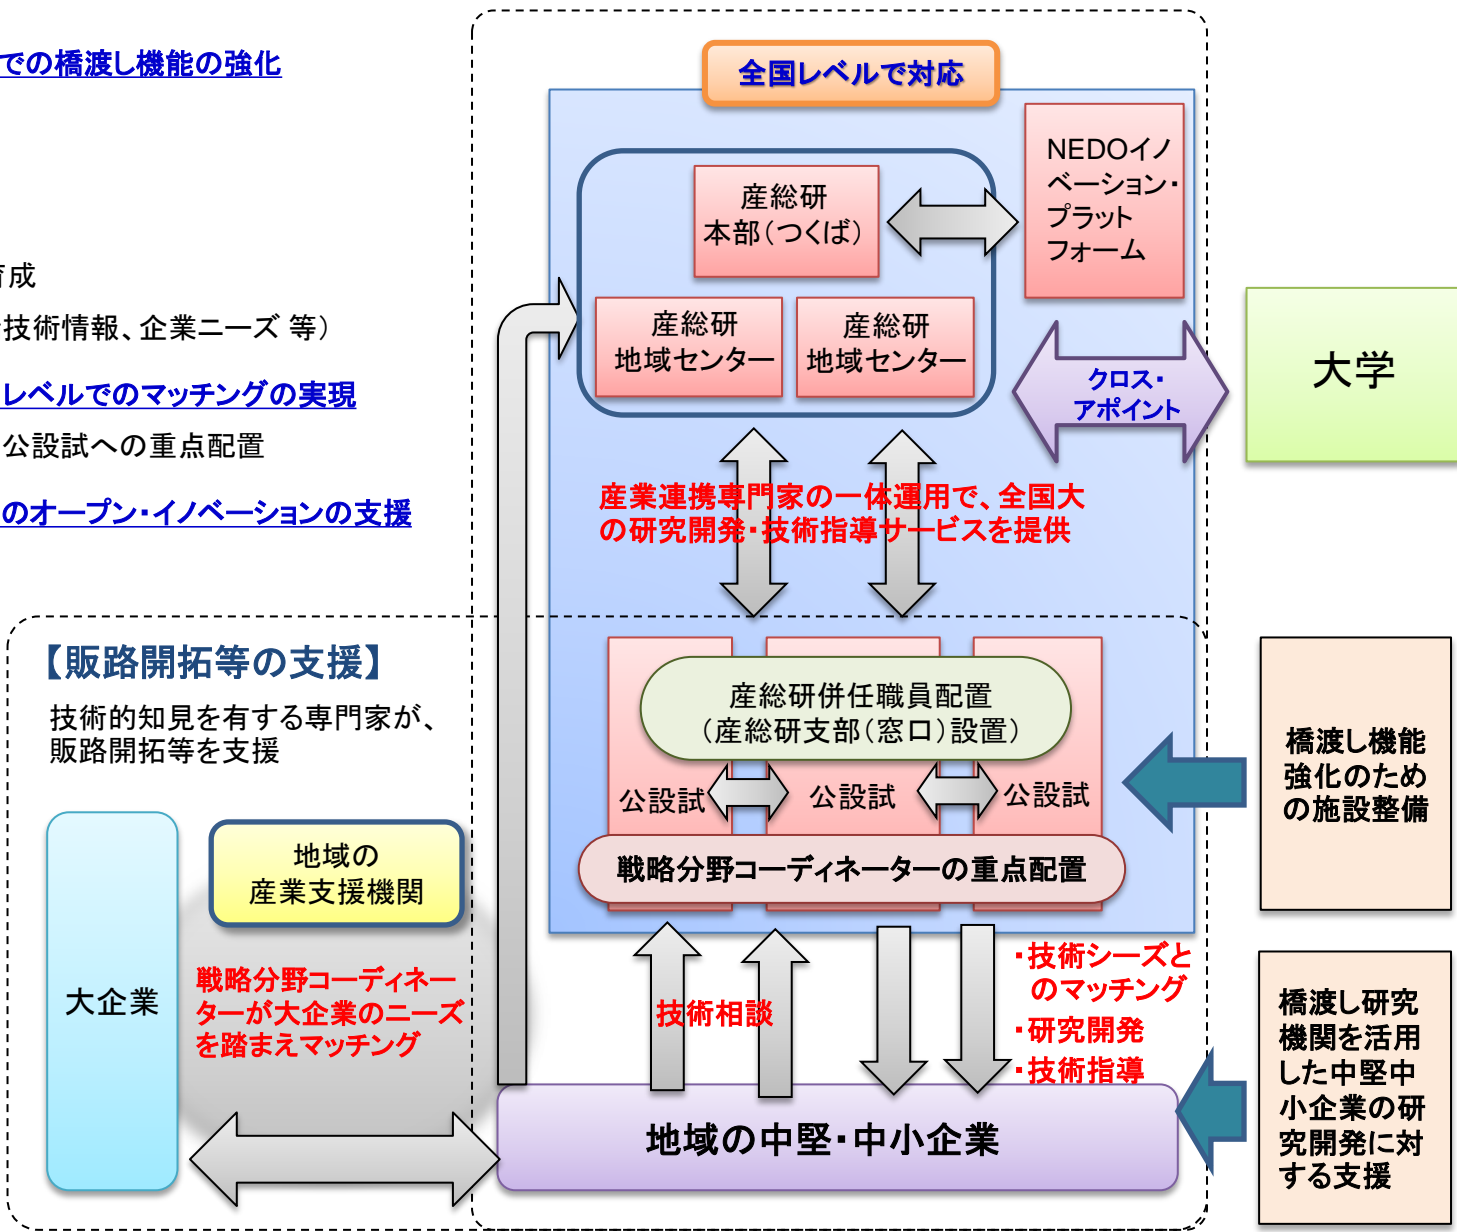 での橋渡し機能の強化
育成
技術情報、企業ニーズ 等）
レベルでのマッチングの実現
公設試への重点配置
のオープン・イノベーションの支援
全国レベルで対応
NEDOイノ
ベーション・
プラット
フォーム
産総研
本部（つくば）
産総研
地域センター
産総研
地域センター
クロス・
アポイント
大学
産業連携専門家の一体運用で、全国大
の研究開発・技術指導サービスを提供
【販路開拓等の支援】
技術的知見を有する専門家が、
販路開拓等を支援
産総研併任職員配置
（産総研支部（窓口）設置）
公設試
公設試
公設試
戦略分野コーディネーターの重点配置
橋渡し機能
強化のため
の施設整備
地域の
産業支援機関
大企業
戦略分野コーディネー
ターが大企業のニーズ
を踏まえマッチング
技術相談
・技術シーズと
のマッチング
・研究開発
・技術指導
地域の中堅・中小企業
橋渡し研究
機関を活用
した中堅中
小企業の研
究開発に対
する支援